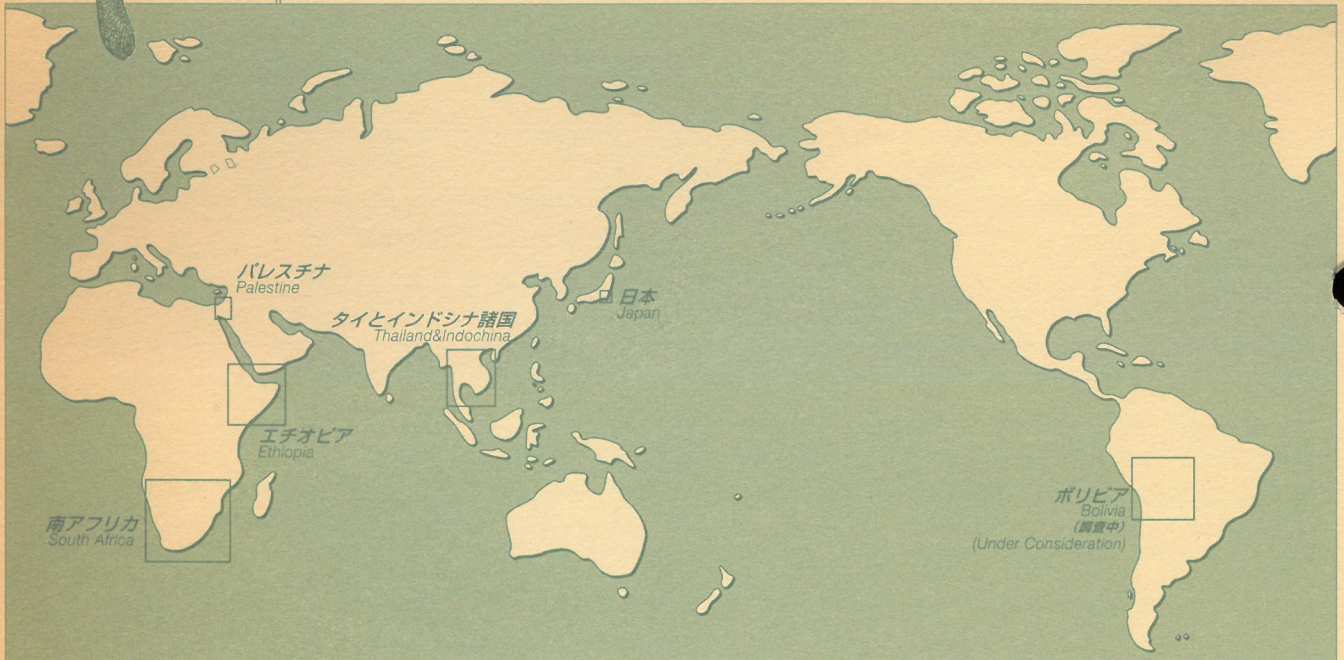 パレスチナ
Palestine
タイとインドシナ諸国
Thailand&Indochina
日本
Japan
エチオピア
Ethiopia
南アフリカ
South Africa
ボリビア
Bolivia
(調査中)
(Under Consideration)